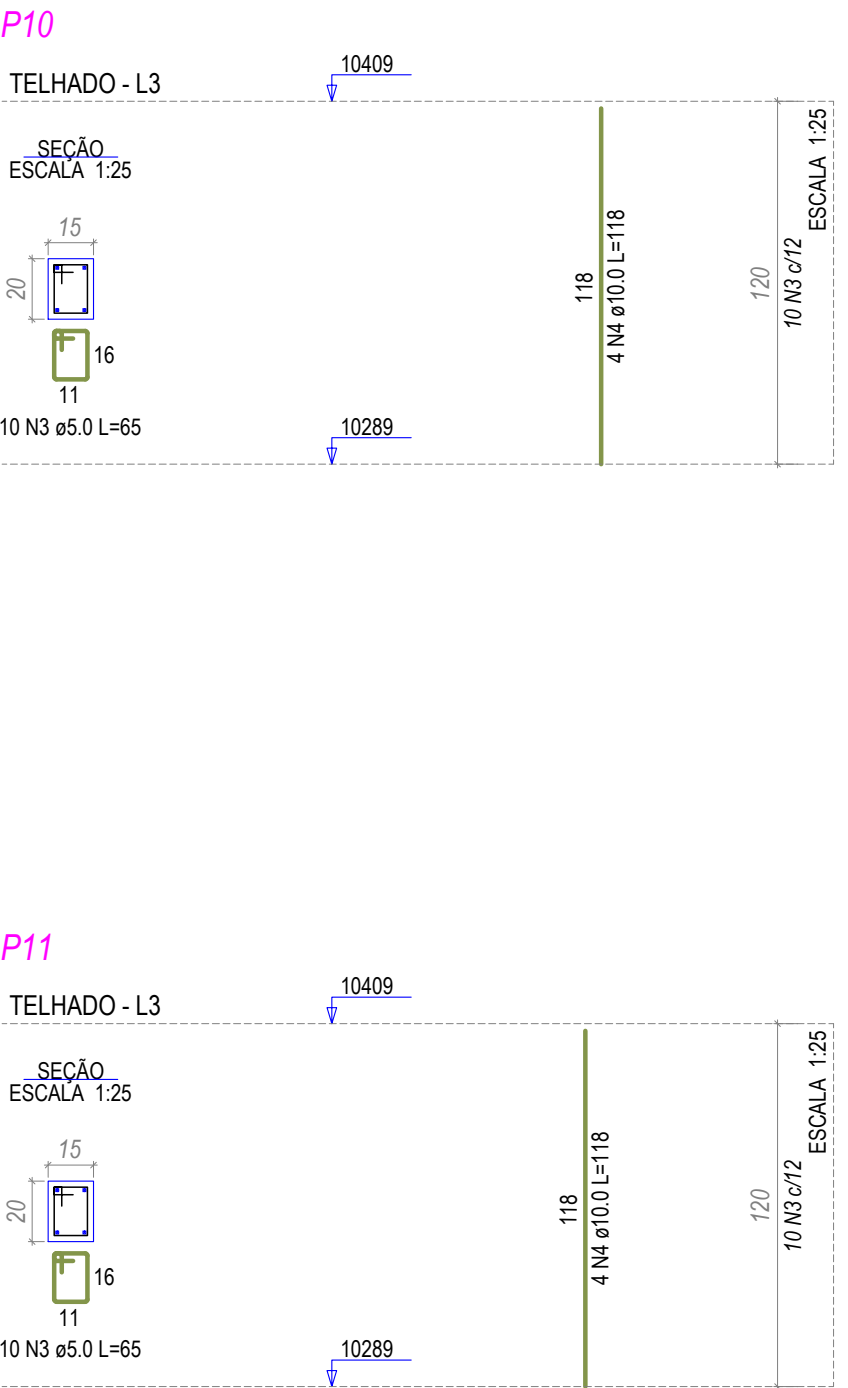 P10
10409
TELHADO - L3
SEÇÃO
ESCALA 1:25
15
20
16
11
10 N3 ø5.0 L=65
10289
118
4 N4 ø10.0 L=118
120
10 N3 c/12
ESCALA 1:25
P11
10409
TELHADO - L3
SEÇÃO
ESCALA 1:25
15
20
16
11
10 N3 ø5.0 L=65
10289
118
4 N4 ø10.0 L=118
120
10 N3 c/12
ESCALA 1:25